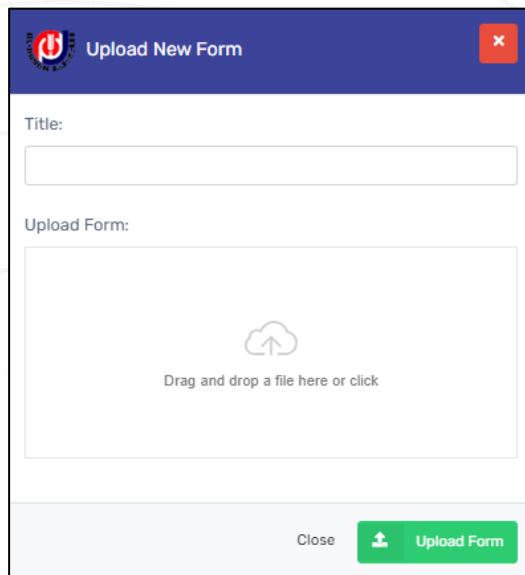 Upload New Form
×
Title:
Upload Form:
Drag and drop a file here or click
Close
Upload Form